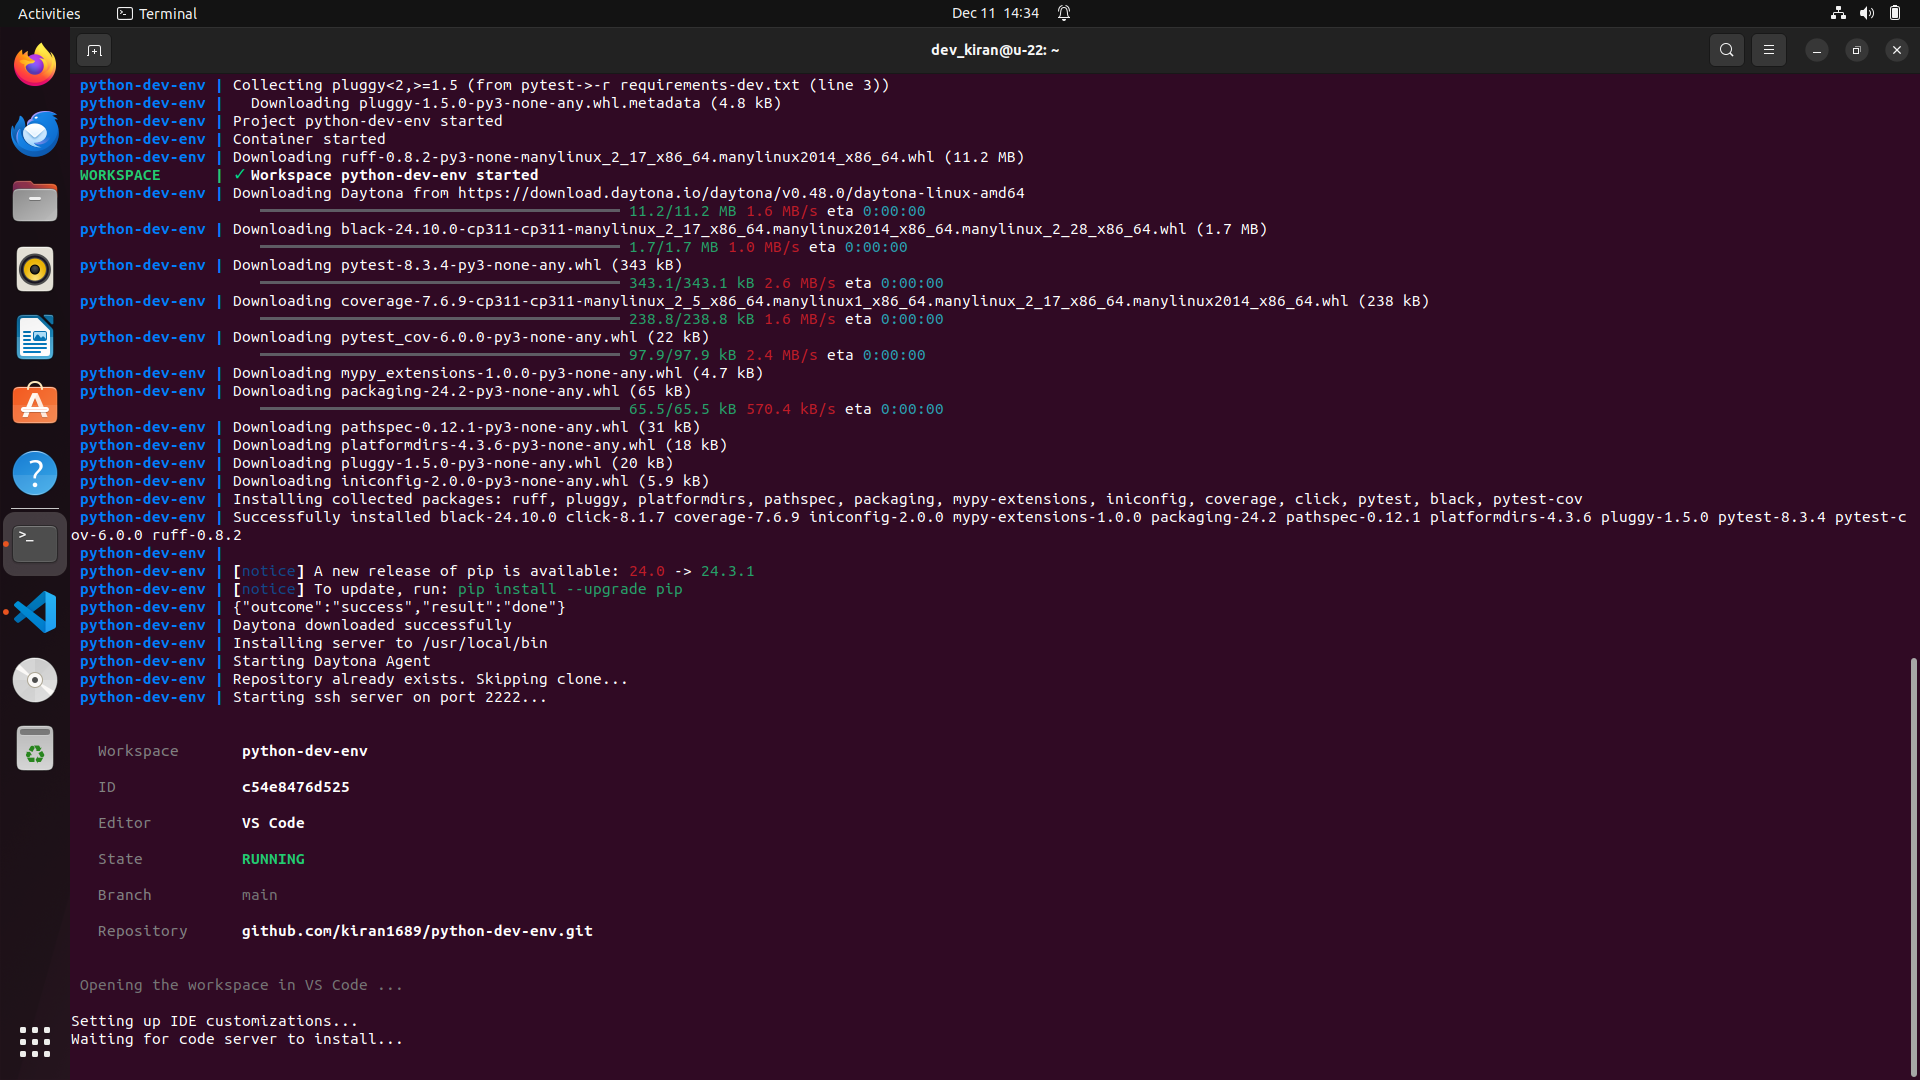 Activities Terminal Dec 11 14:34
dev_kiran@u-22: ~
python-dev-env | Collecting pluggy<2,>=1.5 (from pytest->-r requirements-dev.txt (line 3))
python-dev-env | Downloading pluggy-1.5.0-py3-none-any.whl.metadata (4.8 kB)
python-dev-env | Project python-dev-env started
python-dev-env | Container started
python-dev-env | Downloading ruff-0.8.2-py3-none-manylinux_2_17_x86_64.manylinux2014_x86_64.whl (11.2 MB)
WORKSPACE | ✓ Workspace python-dev-env started
python-dev-env | Downloading Daytona from https://download.daytona.io/daytona/v0.48.0/daytona-linux-amd64
11.2/11.2 MB 1.6 MB/s eta 0:00:00
python-dev-env | Downloading black-24.10.0-cp311-cp311-manylinux_2_17_x86_64.manylinux2014_x86_64.manylinux_2_28_x86_64.whl (1.7 MB)
1.7/1.7 MB 1.0 MB/s eta 0:00:00
python-dev-env | Downloading pytest-8.3.4-py3-none-any.whl (343 kB)
343.1/343.1 kB 2.6 MB/s eta 0:00:00
python-dev-env | Downloading coverage-7.6.9-cp311-cp311-manylinux_2_5_x86_64.manylinux1_x86_64.manylinux_2_17_x86_64.manylinux2014_x86_64.whl (238 kB)
238.8/238.8 kB 1.6 MB/s eta 0:00:00
python-dev-env | Downloading pytest_cov-6.0.0-py3-none-any.whl (22 kB)
97.9/97.9 kB 2.4 MB/s eta 0:00:00
python-dev-env | Downloading mypy_extensions-1.0.0-py3-none-any.whl (4.7 kB)
python-dev-env | Downloading packaging-24.2-py3-none-any.whl (65 kB)
65.5/65.5 kB 570.4 kB/s eta 0:00:00
python-dev-env | Downloading pathspec-0.12.1-py3-none-any.whl (31 kB)
python-dev-env | Downloading platformdirs-4.3.6-py3-none-any.whl (18 kB)
python-dev-env | Downloading pluggy-1.5.0-py3-none-any.whl (20 kB)
python-dev-env | Downloading iniconfig-2.0.0-py3-none-any.whl (5.9 kB)
python-dev-env | Installing collected packages: ruff, pluggy, platformdirs, pathspec, packaging, mypy-extensions, iniconfig, coverage, click, pytest, black, pytest-cov
python-dev-env | Successfully installed black-24.10.0 click-8.1.7 coverage-7.6.9 iniconfig-2.0.0 mypy-extensions-1.0.0 packaging-24.2 pathspec-0.12.1 platformdirs-4.3.6 pluggy-1.5.0 pytest-8.3.4 pytest-c
ov-6.0.0 ruff-0.8.2
python-dev-env |
python-dev-env | [notice] A new release of pip is available: 24.0 -> 24.3.1
python-dev-env | [notice] To update, run: pip install --upgrade pip
python-dev-env | {"outcome":"success","result":"done"}
python-dev-env | Daytona downloaded successfully
python-dev-env | Installing server to /usr/local/bin
python-dev-env | Starting Daytona Agent
python-dev-env | Repository already exists. Skipping clone...
python-dev-env | Starting ssh server on port 2222...
Workspace python-dev-env
ID c54e8476d525
Editor VS Code
State RUNNING
Branch main
Repository github.com/kiran1689/python-dev-env.git
Opening the workspace in VS Code ...
Setting up IDE customizations...
Waiting for code server to install...